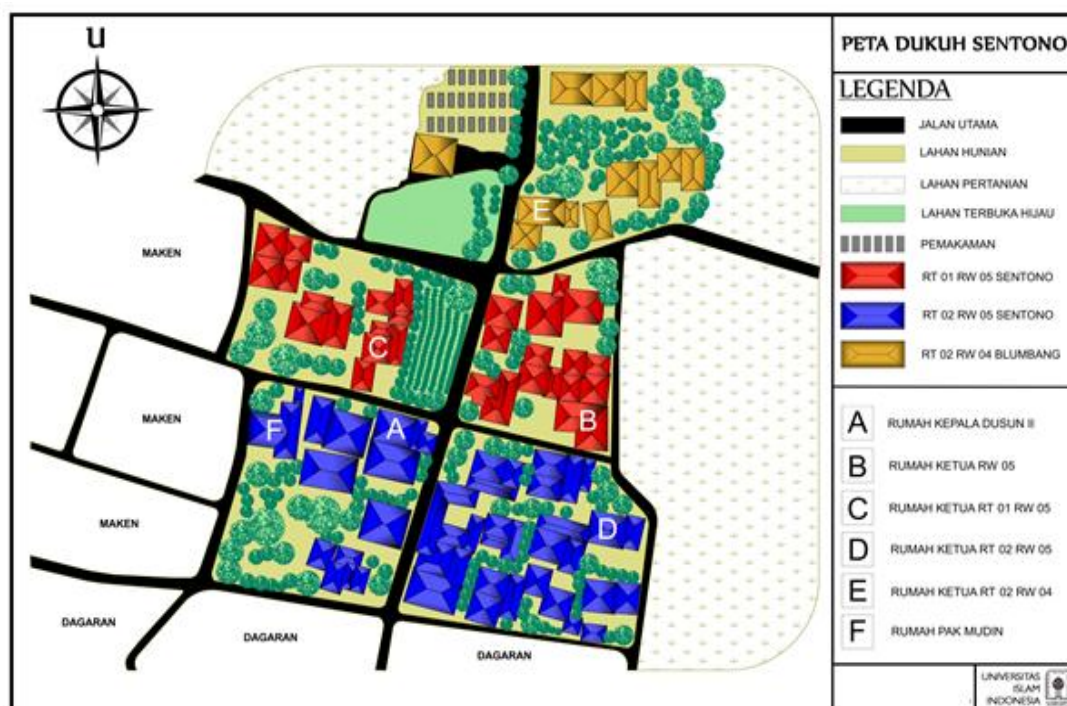 u
MAKEN
MAKEN
MAKEN
DAGARAN
DAGARAN
DAGARAN
E
C
B
F
A
D
PETA DUKUH SENTONO
LEGENDA
JALAN UTAMA
LAHAN HUNIAN
LAHAN PERTANIAN
LAHAN TERBUKA HIJAU
PEMAKAMAN
RT 01 RW 05 SENTONO
RT 02 RW 05 SENTONO
RT 02 RW 04 BLUMBANG
A RUMAH KEPALA DUSUN II
B RUMAH KETUA RW 05
C RUMAH KETUA RT 01 RW 05
D RUMAH KETUA RT 02 RW 05
E RUMAH KETUA RT 02 RW 04
F RUMAH PAK MUDIN
UNIVERSITAS
ISLAM
INDONESIA